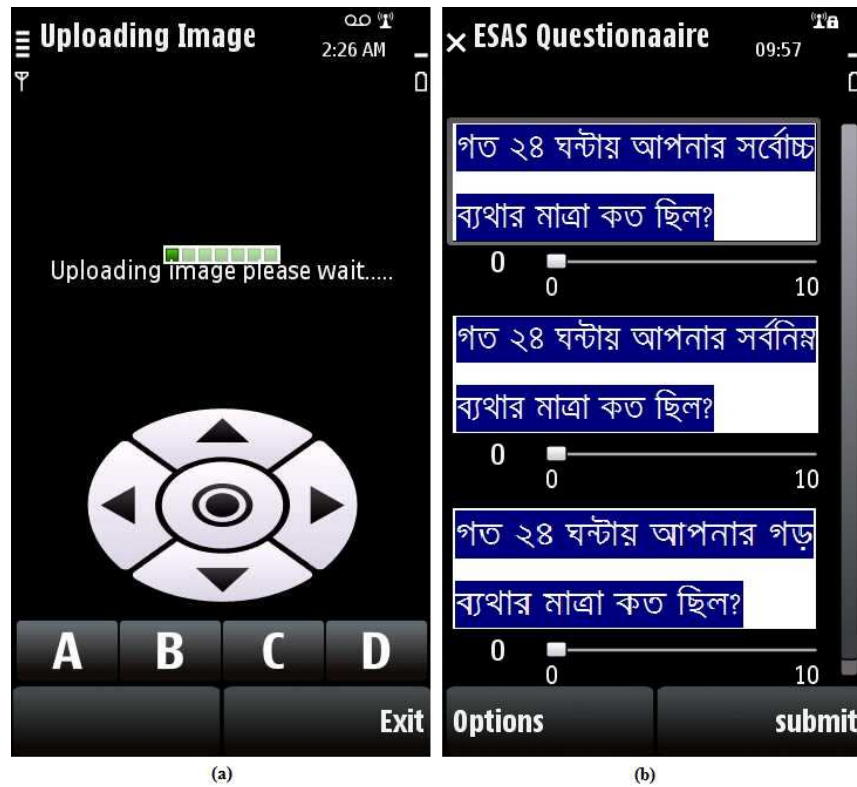 Uploading Image
2:26 AM
Uploading image please wait.....
A B C D
Exit
(a)
ESAS Questionaaire
09:57
গত ২৪ ঘন্টায় আপনার সর্বোচ্চ
ব্যথার মাত্রা কত ছিল?
0
0 10
গত ২৪ ঘন্টায় আপনার সর্বনিম্ন
ব্যথার মাত্রা কত ছিল?
0
0 10
গত ২৪ ঘন্টায় আপনার গড়
ব্যথার মাত্রা কত ছিল?
0
0 10
Options submit
(b)